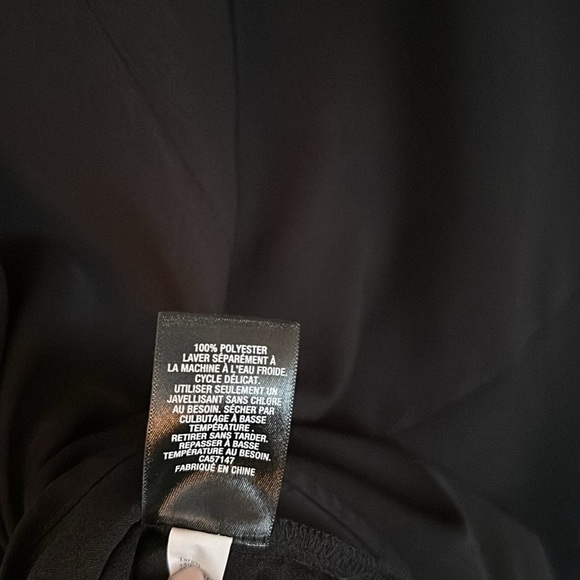 100% POLYESTER
LAVER SÉPARÉMENT À
LA MACHINE À L'EAU FROIDE.
CYCLE DÉLICAT.
UTILISER SEULEMENT UN
JAVELLISANT SANS CHLORE
AU BESOIN. SÉCHER PAR
CULBUTAGE À BASSE
TEMPÉRATURE.
RETIRER SANS TARDER.
REPASSER À BASSE
TEMPÉRATURE AU BESOIN.
CA57147
FABRIQUÉ EN CHINE